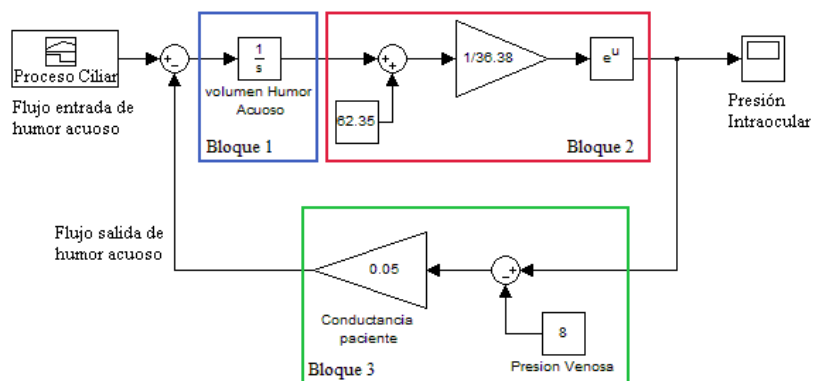 Proceso Ciliar
Flujo entrada de
humor acuoso
+
−
1
s
volumen Humor
Acuoso
Bloque 1
+
+
62.35
1/36.38
e^u
Bloque 2
Presión
Intraocular
Flujo salida de
humor acuoso
0.05
Conductancia
paciente
−
+
8
Presion Venosa
Bloque 3